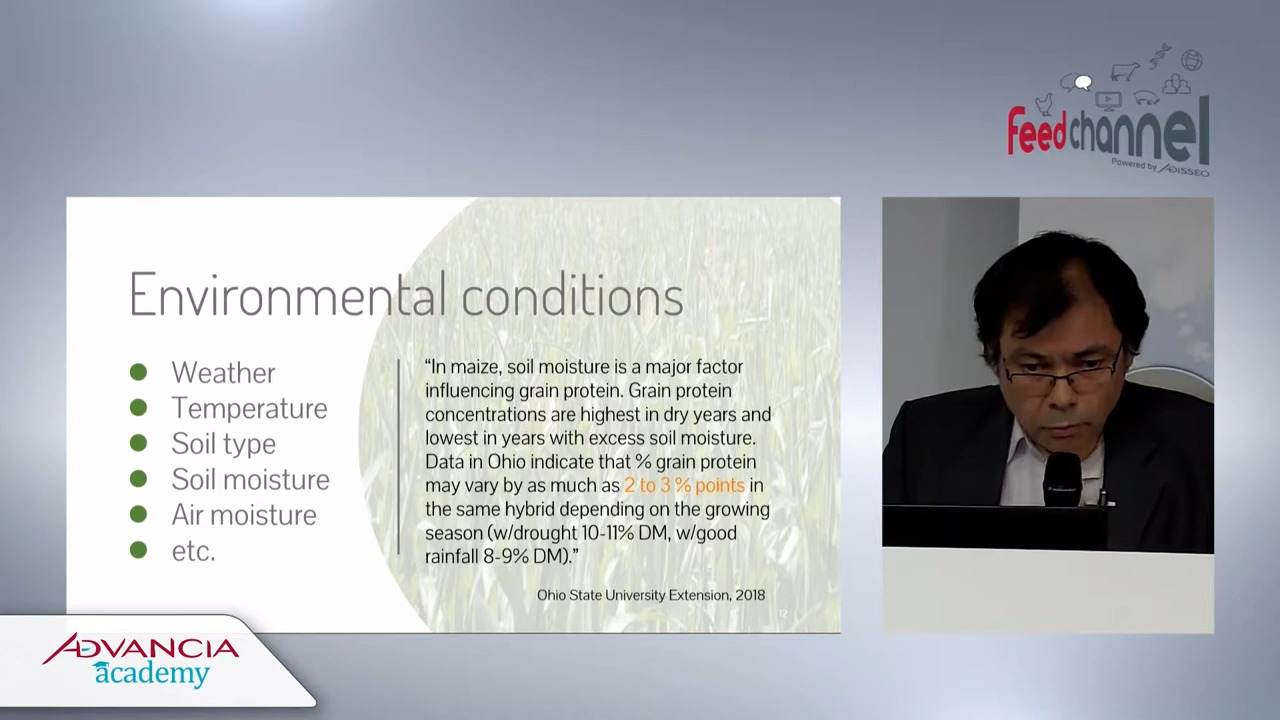 feedchannel
Powered by ADISSEO
Environmental conditions
Weather
Temperature
Soil type
Soil moisture
Air moisture
etc.
“In maize, soil moisture is a major factor
influencing grain protein. Grain protein
concentrations are highest in dry years and
lowest in years with excess soil moisture.
Data in Ohio indicate that % grain protein
may vary by as much as 2 to 3 % points in
the same hybrid depending on the growing
season (w/drought 10-11% DM, w/good
rainfall 8-9% DM).”
Ohio State University Extension, 2018
12
ADVANCIA
academy